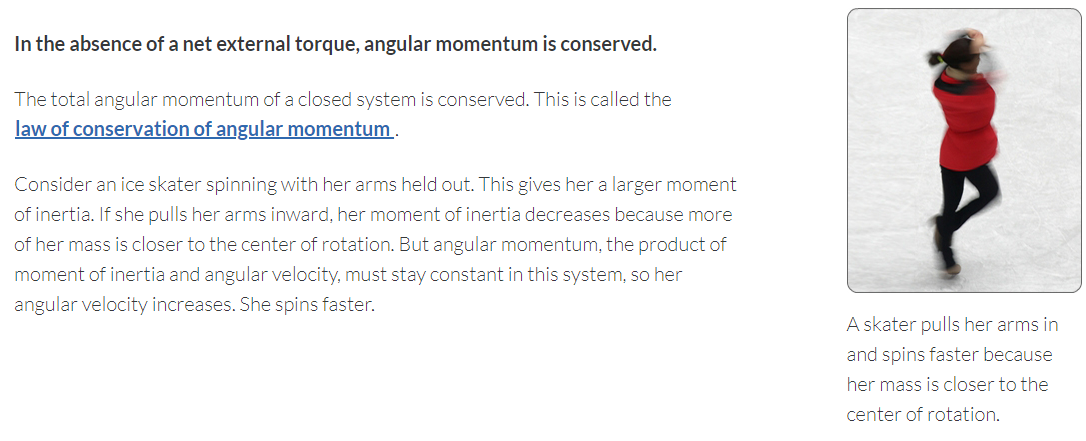 In the absence of a net external torque, angular momentum is conserved.
The total angular momentum of a closed system is conserved. This is called the
law of conservation of angular momentum .
Consider an ice skater spinning with her arms held out. This gives her a larger moment
of inertia. If she pulls her arms inward, her moment of inertia decreases because more
of her mass is closer to the center of rotation. But angular momentum, the product of
moment of inertia and angular velocity, must stay constant in this system, so her
angular velocity increases. She spins faster.
A skater pulls her arms in
and spins faster because
her mass is closer to the
center of rotation.